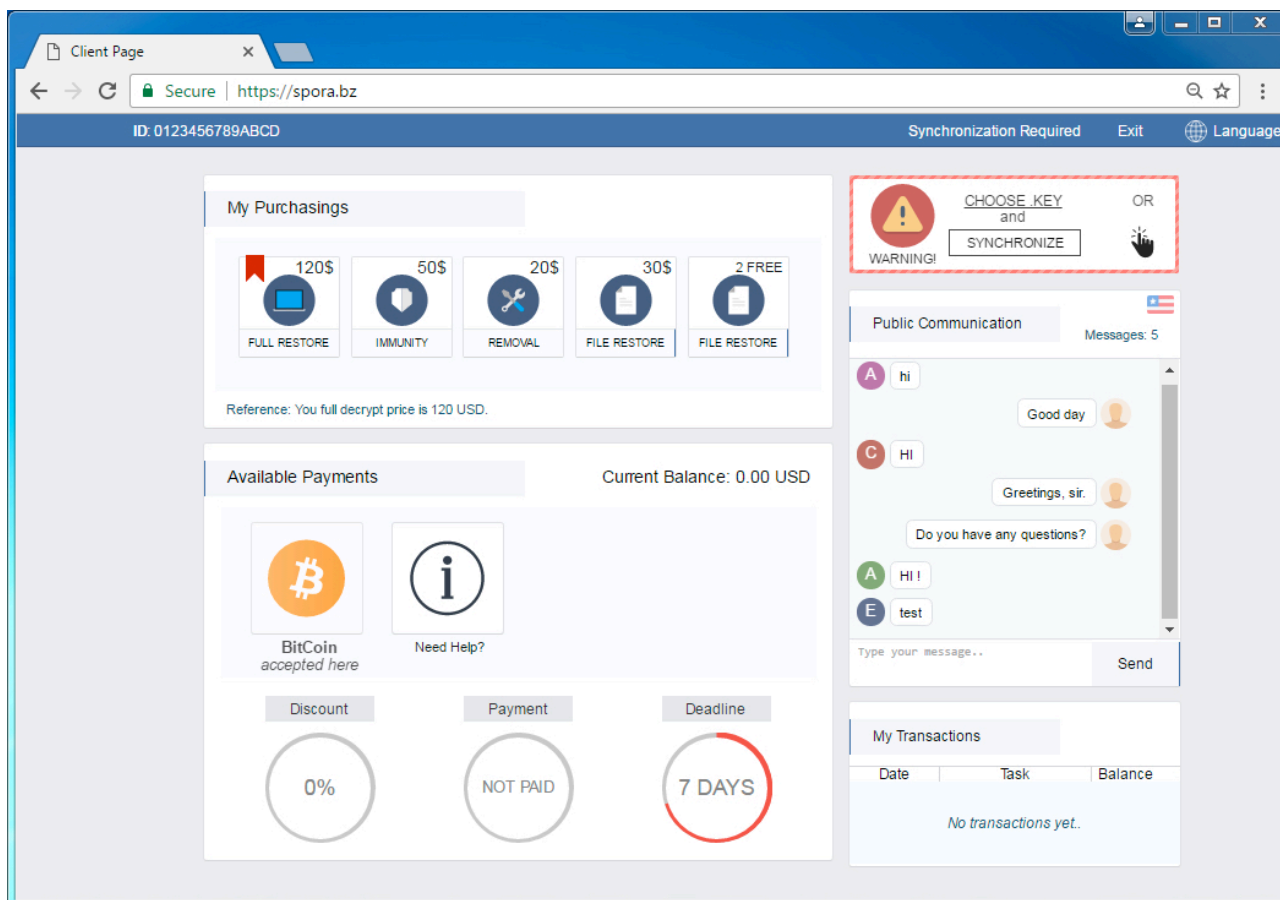 Client Page
Secure | https://spora.bz
ID: 0123456789ABCD
Synchronization Required Exit Language
My Purchasings
120$ 50$ 20$ 30$ 2 FREE
FULL RESTORE IMMUNITY REMOVAL FILE RESTORE FILE RESTORE
Reference: You full decrypt price is 120 USD.
Available Payments
Current Balance: 0.00 USD
BitCoin
accepted here
Need Help?
Discount Payment Deadline
0% NOT PAID 7 DAYS
WARNING!
CHOOSE .KEY
and
SYNCHRONIZE
OR
Public Communication
Messages: 5
A hi
Good day
C HI
Greetings, sir.
Do you have any questions?
A HI !
E test
Type your message..
Send
My Transactions
Date Task Balance
No transactions yet..